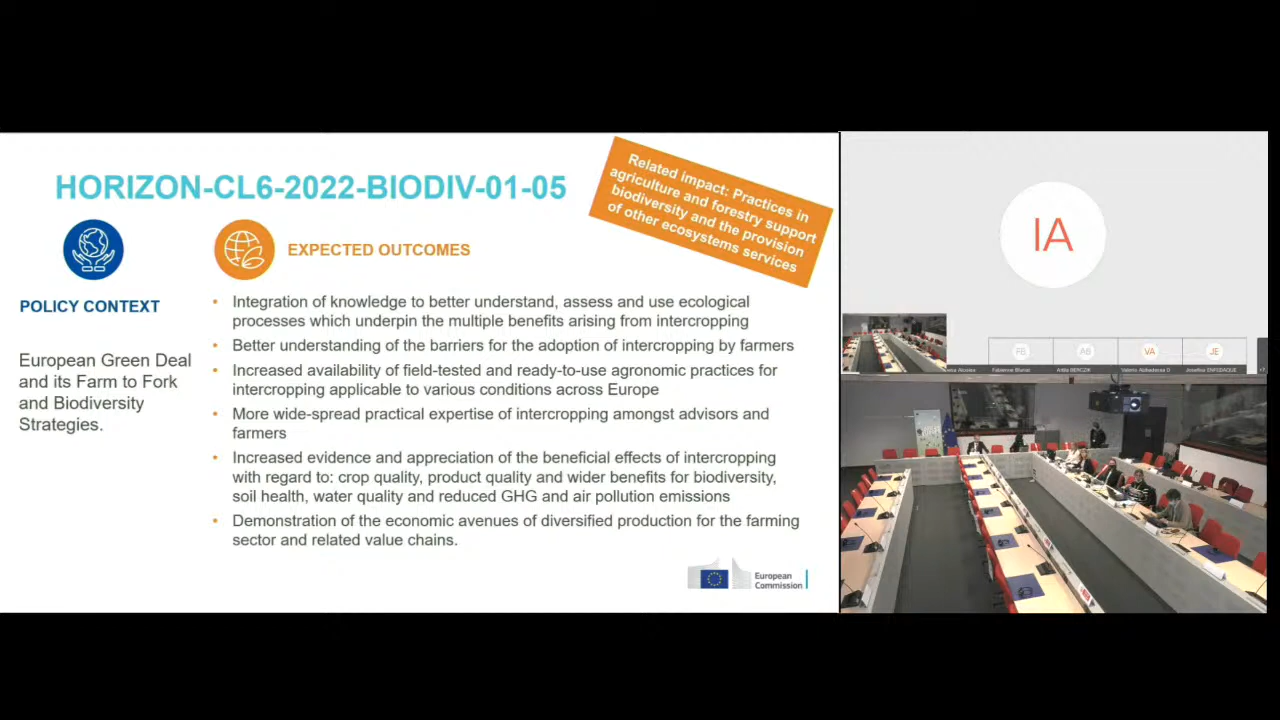 HORIZON-CL6-2022-BIODIV-01-05
Related impact: Practices in
agriculture and forestry support
biodiversity and the provision
of other ecosystems services
POLICY CONTEXT
European Green Deal
and its Farm to Fork
and Biodiversity
Strategies.
EXPECTED OUTCOMES
• Integration of knowledge to better understand, assess and use ecological
processes which underpin the multiple benefits arising from intercropping
• Better understanding of the barriers for the adoption of intercropping by farmers
• Increased availability of field-tested and ready-to-use agronomic practices for
intercropping applicable to various conditions across Europe
• More wide-spread practical expertise of intercropping amongst advisors and
farmers
• Increased evidence and appreciation of the beneficial effects of intercropping
with regard to: crop quality, product quality and wider benefits for biodiversity,
soil health, water quality and reduced GHG and air pollution emissions
• Demonstration of the economic avenues of diversified production for the farming
sector and related value chains.
European
Commission
IA
FB
AB
VA
JE